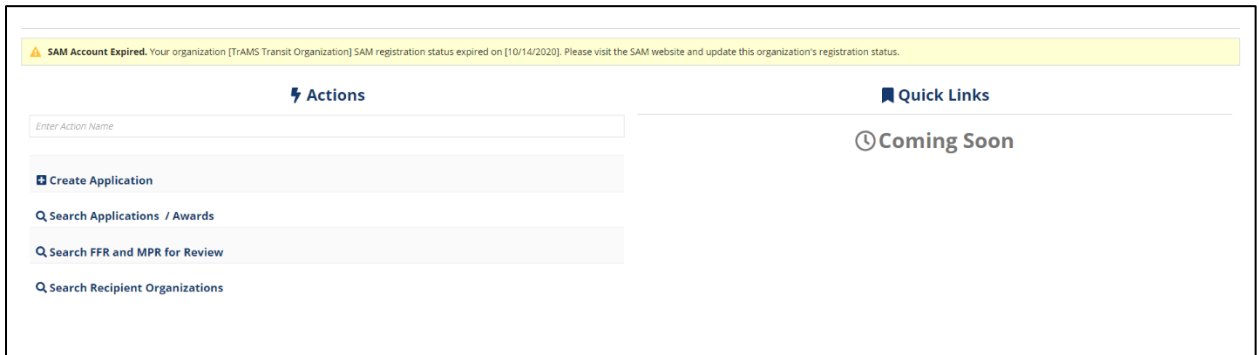 SAM Account Expired. Your organization [TrAMS Transit Organization] SAM registration status expired on [10/14/2020]. Please visit the SAM website and update this organization's registration status.
Actions
Enter Action Name
Create Application
Search Applications / Awards
Search FFR and MPR for Review
Search Recipient Organizations
Quick Links
Coming Soon